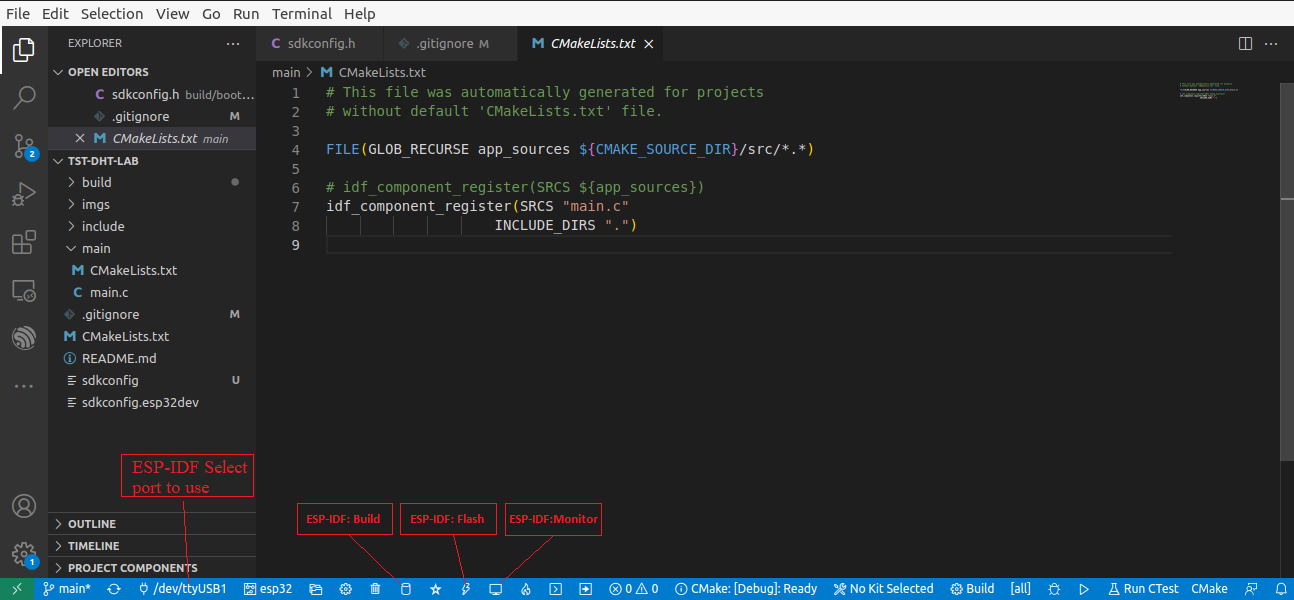 File Edit Selection View Go Run Terminal Help
EXPLORER ...
sdkconfig.h
.gitignore M
CMakeLists.txt
OPEN EDITORS
sdkconfig.h build/boot...
.gitignore M
CMakeLists.txt main
TST-DHT-LAB
build
imgs
include
main
CMakeLists.txt
main.c
.gitignore M
CMakeLists.txt
README.md
sdkconfig U
sdkconfig.esp32dev
OUTLINE
TIMELINE
PROJECT COMPONENTS
2
1
main > CMakeLists.txt
1 # This file was automatically generated for projects
2 # without default 'CMakeLists.txt' file.
3
4 FILE(GLOB_RECURSE app_sources ${CMAKE_SOURCE_DIR}/src/*.*)
5
6 # idf_component_register(SRCS ${app_sources})
7 idf_component_register(SRCS "main.c"
8 INCLUDE_DIRS ".")
9
ESP-IDF Select
port to use
ESP-IDF: Build
ESP-IDF: Flash
ESP-IDF:Monitor
main* /dev/ttyUSB1 esp32 0 0 CMake: [Debug]: Ready No Kit Selected Build [all] Run CTest CMake